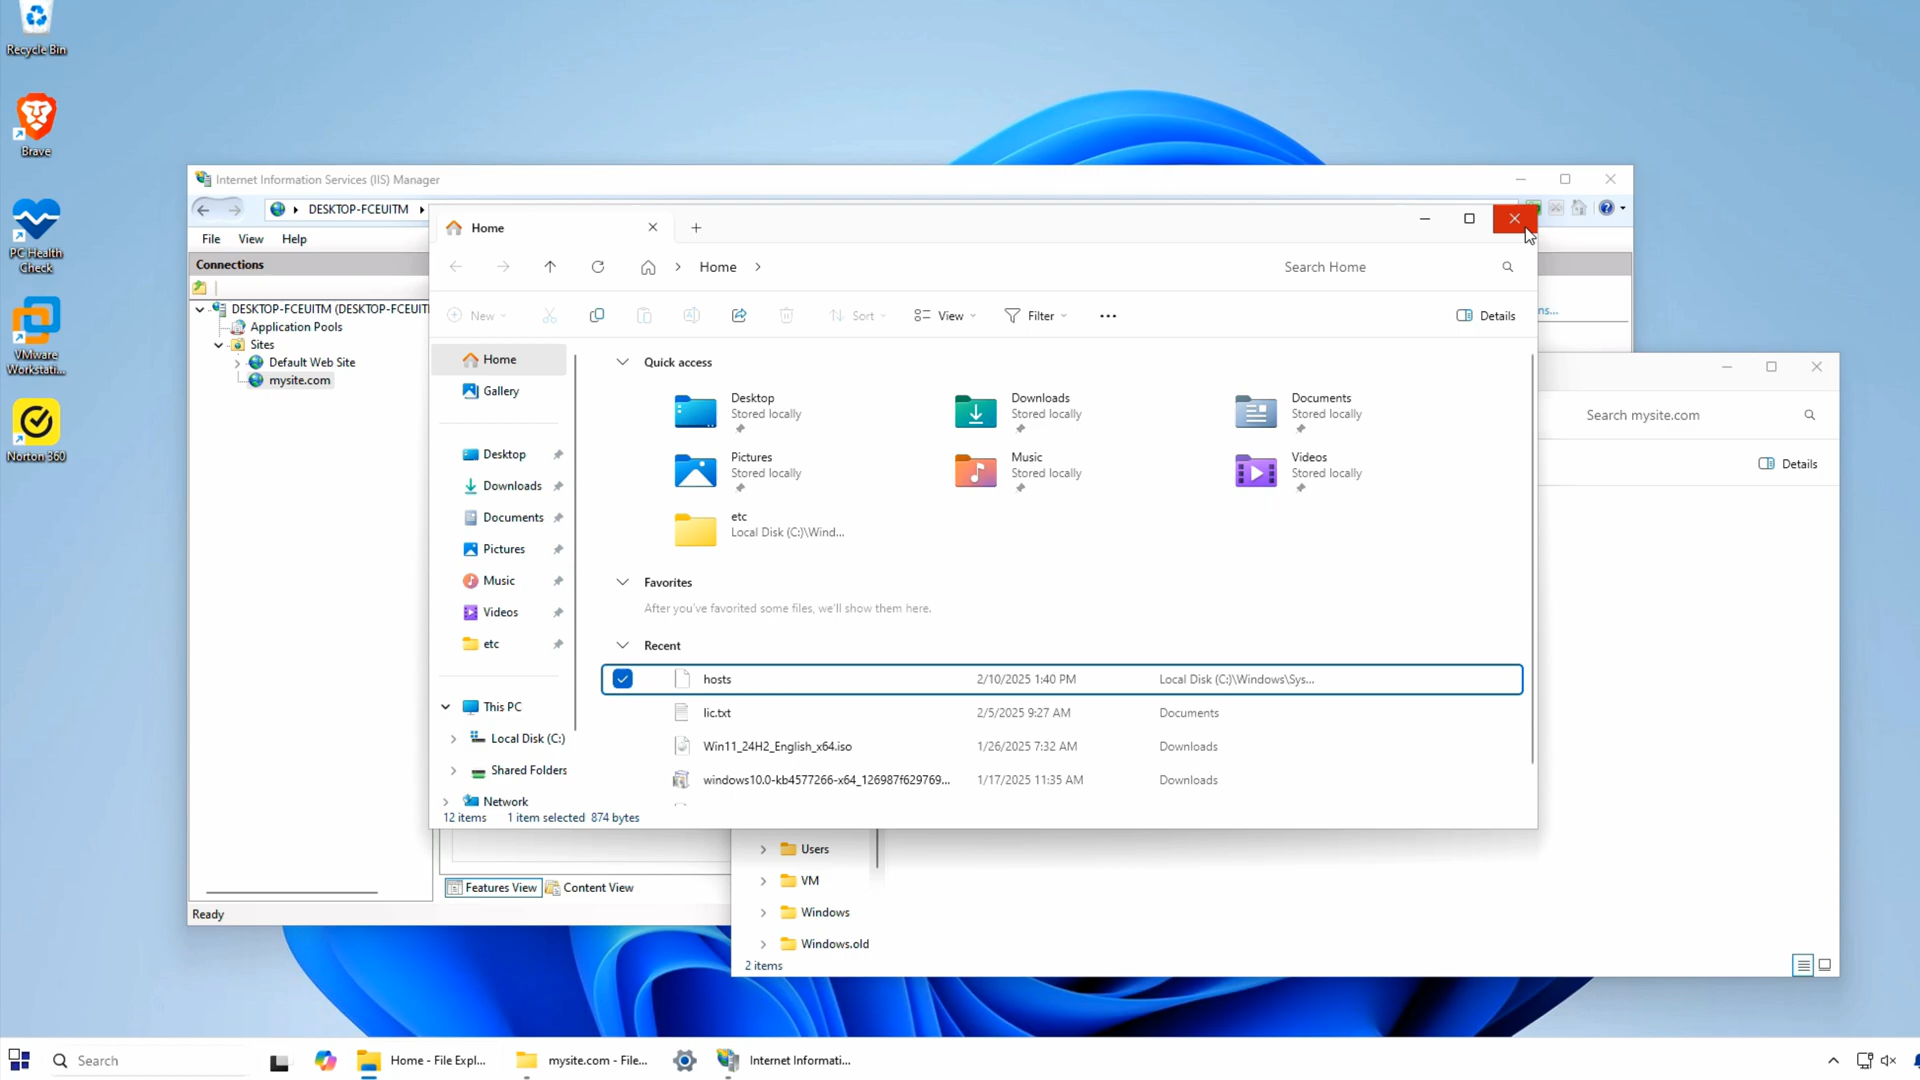 Recycle Bin
Brave
PC Health
Check
VMware
Workstati...
Norton 360
Internet Information Services (IIS) Manager
DESKTOP-FCEUITM
File View Help
Connections
DESKTOP-FCEUITM (DESKTOP-FCEUIT
Application Pools
Sites
Default Web Site
mysite.com
Features View
Content View
Ready
ns...
Home
Home
Search Home
New
Sort
View
Filter
Details
Home
Gallery
Desktop
Downloads
Documents
Pictures
Music
Videos
etc
This PC
Local Disk (C:)
Shared Folders
Network
Quick access
Desktop
Stored locally
Downloads
Stored locally
Documents
Stored locally
Pictures
Stored locally
Music
Stored locally
Videos
Stored locally
etc
Local Disk (C:)\Wind...
Favorites
After you've favorited some files, we'll show them here.
Recent
hosts 2/10/2025 1:40 PM Local Disk (C:)\Windows\Sys...
lic.txt 2/5/2025 9:27 AM Documents
Win11_24H2_English_x64.iso 1/26/2025 7:32 AM Downloads
windows10.0-kb4577266-x64_126987f629769... 1/17/2025 11:35 AM Downloads
12 items 1 item selected 874 bytes
Search mysite.com
Details
Users
VM
Windows
Windows.old
2 items
Search
Home - File Expl...
mysite.com - File...
Internet Informati...